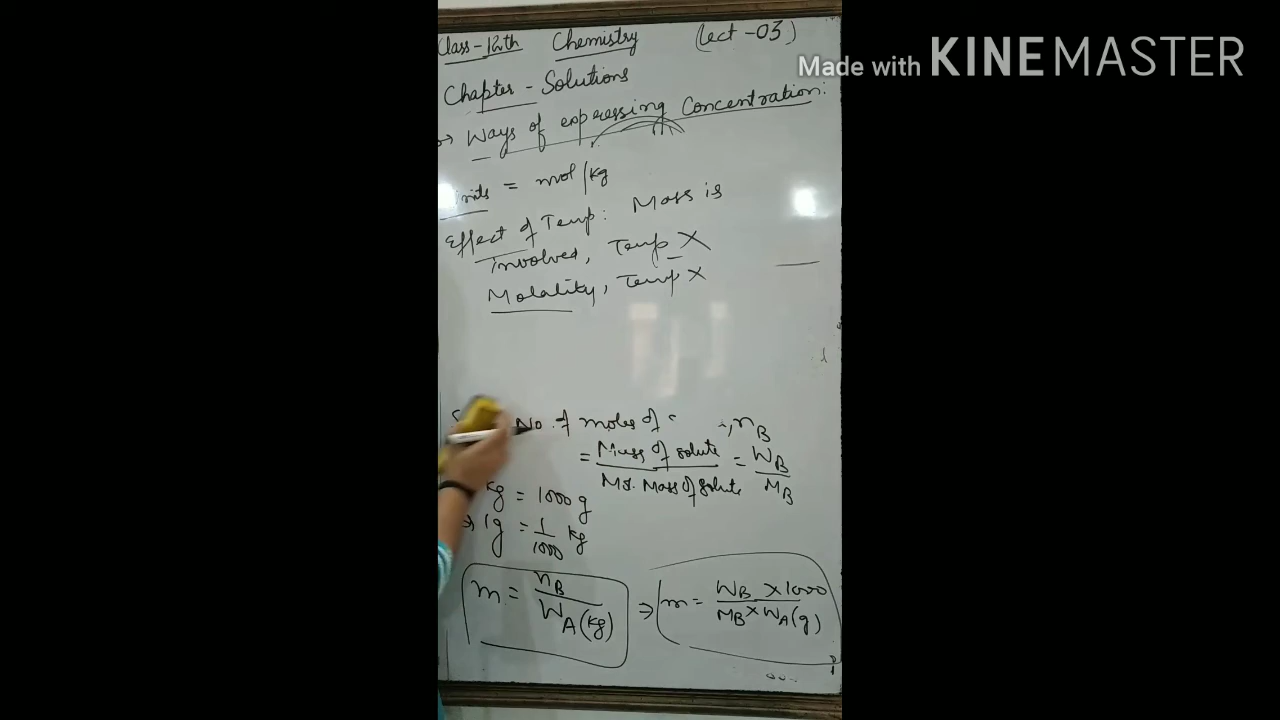 Class-12th Chemistry (Lect-03)
Made with KINEMASTER
Chapter - Solutions
→ Ways of expressing Concentration:
= mol/kg
Effect of Temp: Mass is
involved, Temp X
Molality, Temp X
No. of moles of , nB
= Mass of solute / Mo. Mass of solute = WB / MB
kg = 1000 g
⇒ 1g = 1/1000 kg
m = nB / WA(kg) ⇒ m = WB × 1000 / MB × WA(g)